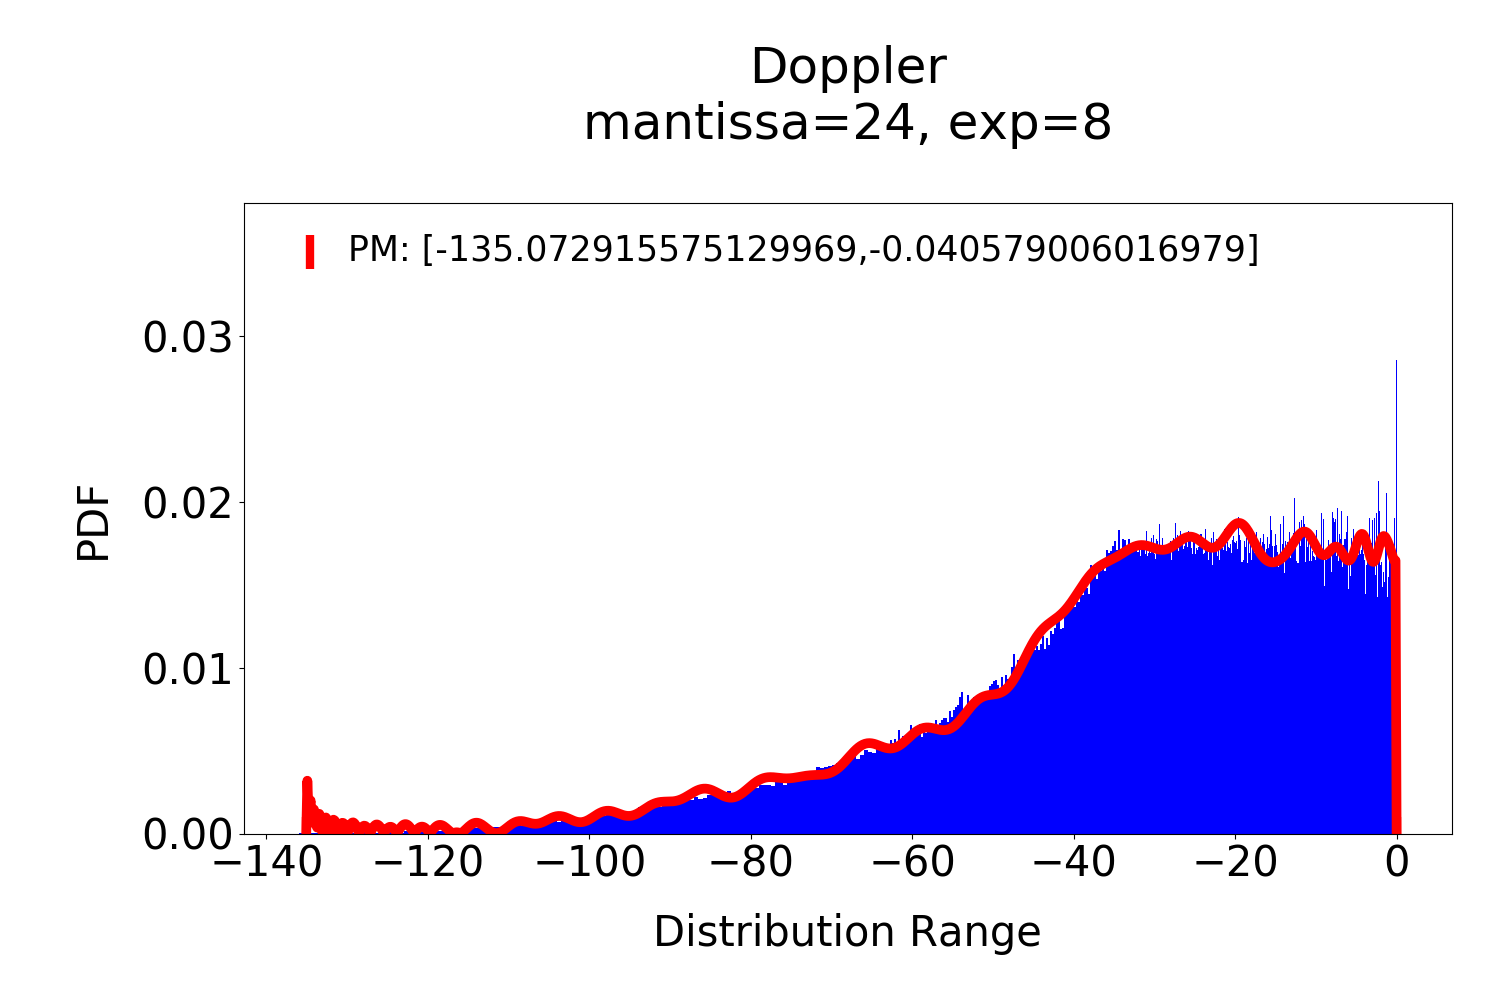 Doppler
mantissa=24, exp=8
PM: [-135.072915575129969,-0.040579006016979]
0.03
0.02
0.01
0.00
PDF
−140 −120 −100 −80 −60 −40 −20 0
Distribution Range